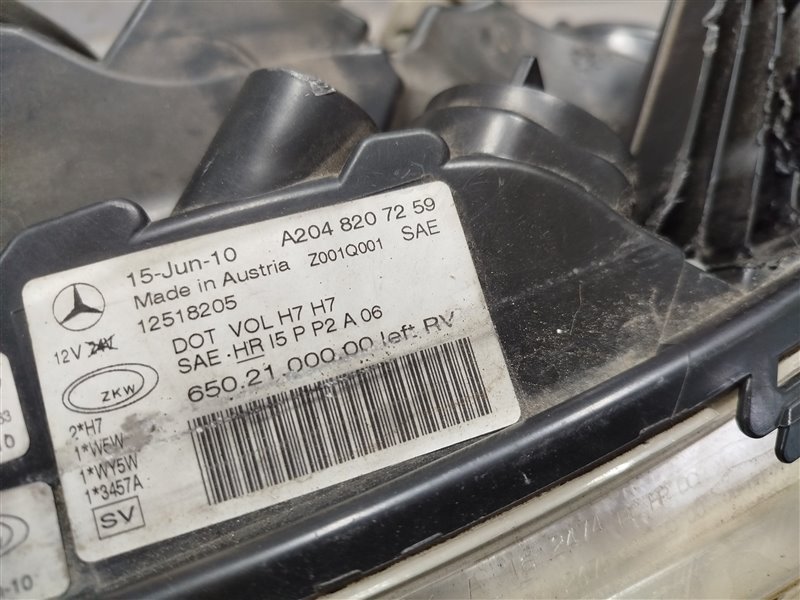 15-Jun-10 A204 820 72 59
Made in Austria Z001Q001 SAE
12518205
12V 24V
DOT VOL H7 H7
SAE HR I5 P P2 A 06
650.21.000.00 left RV
ZKW
2*H7
1*W5W
1*WY5W
1*3457A
SV